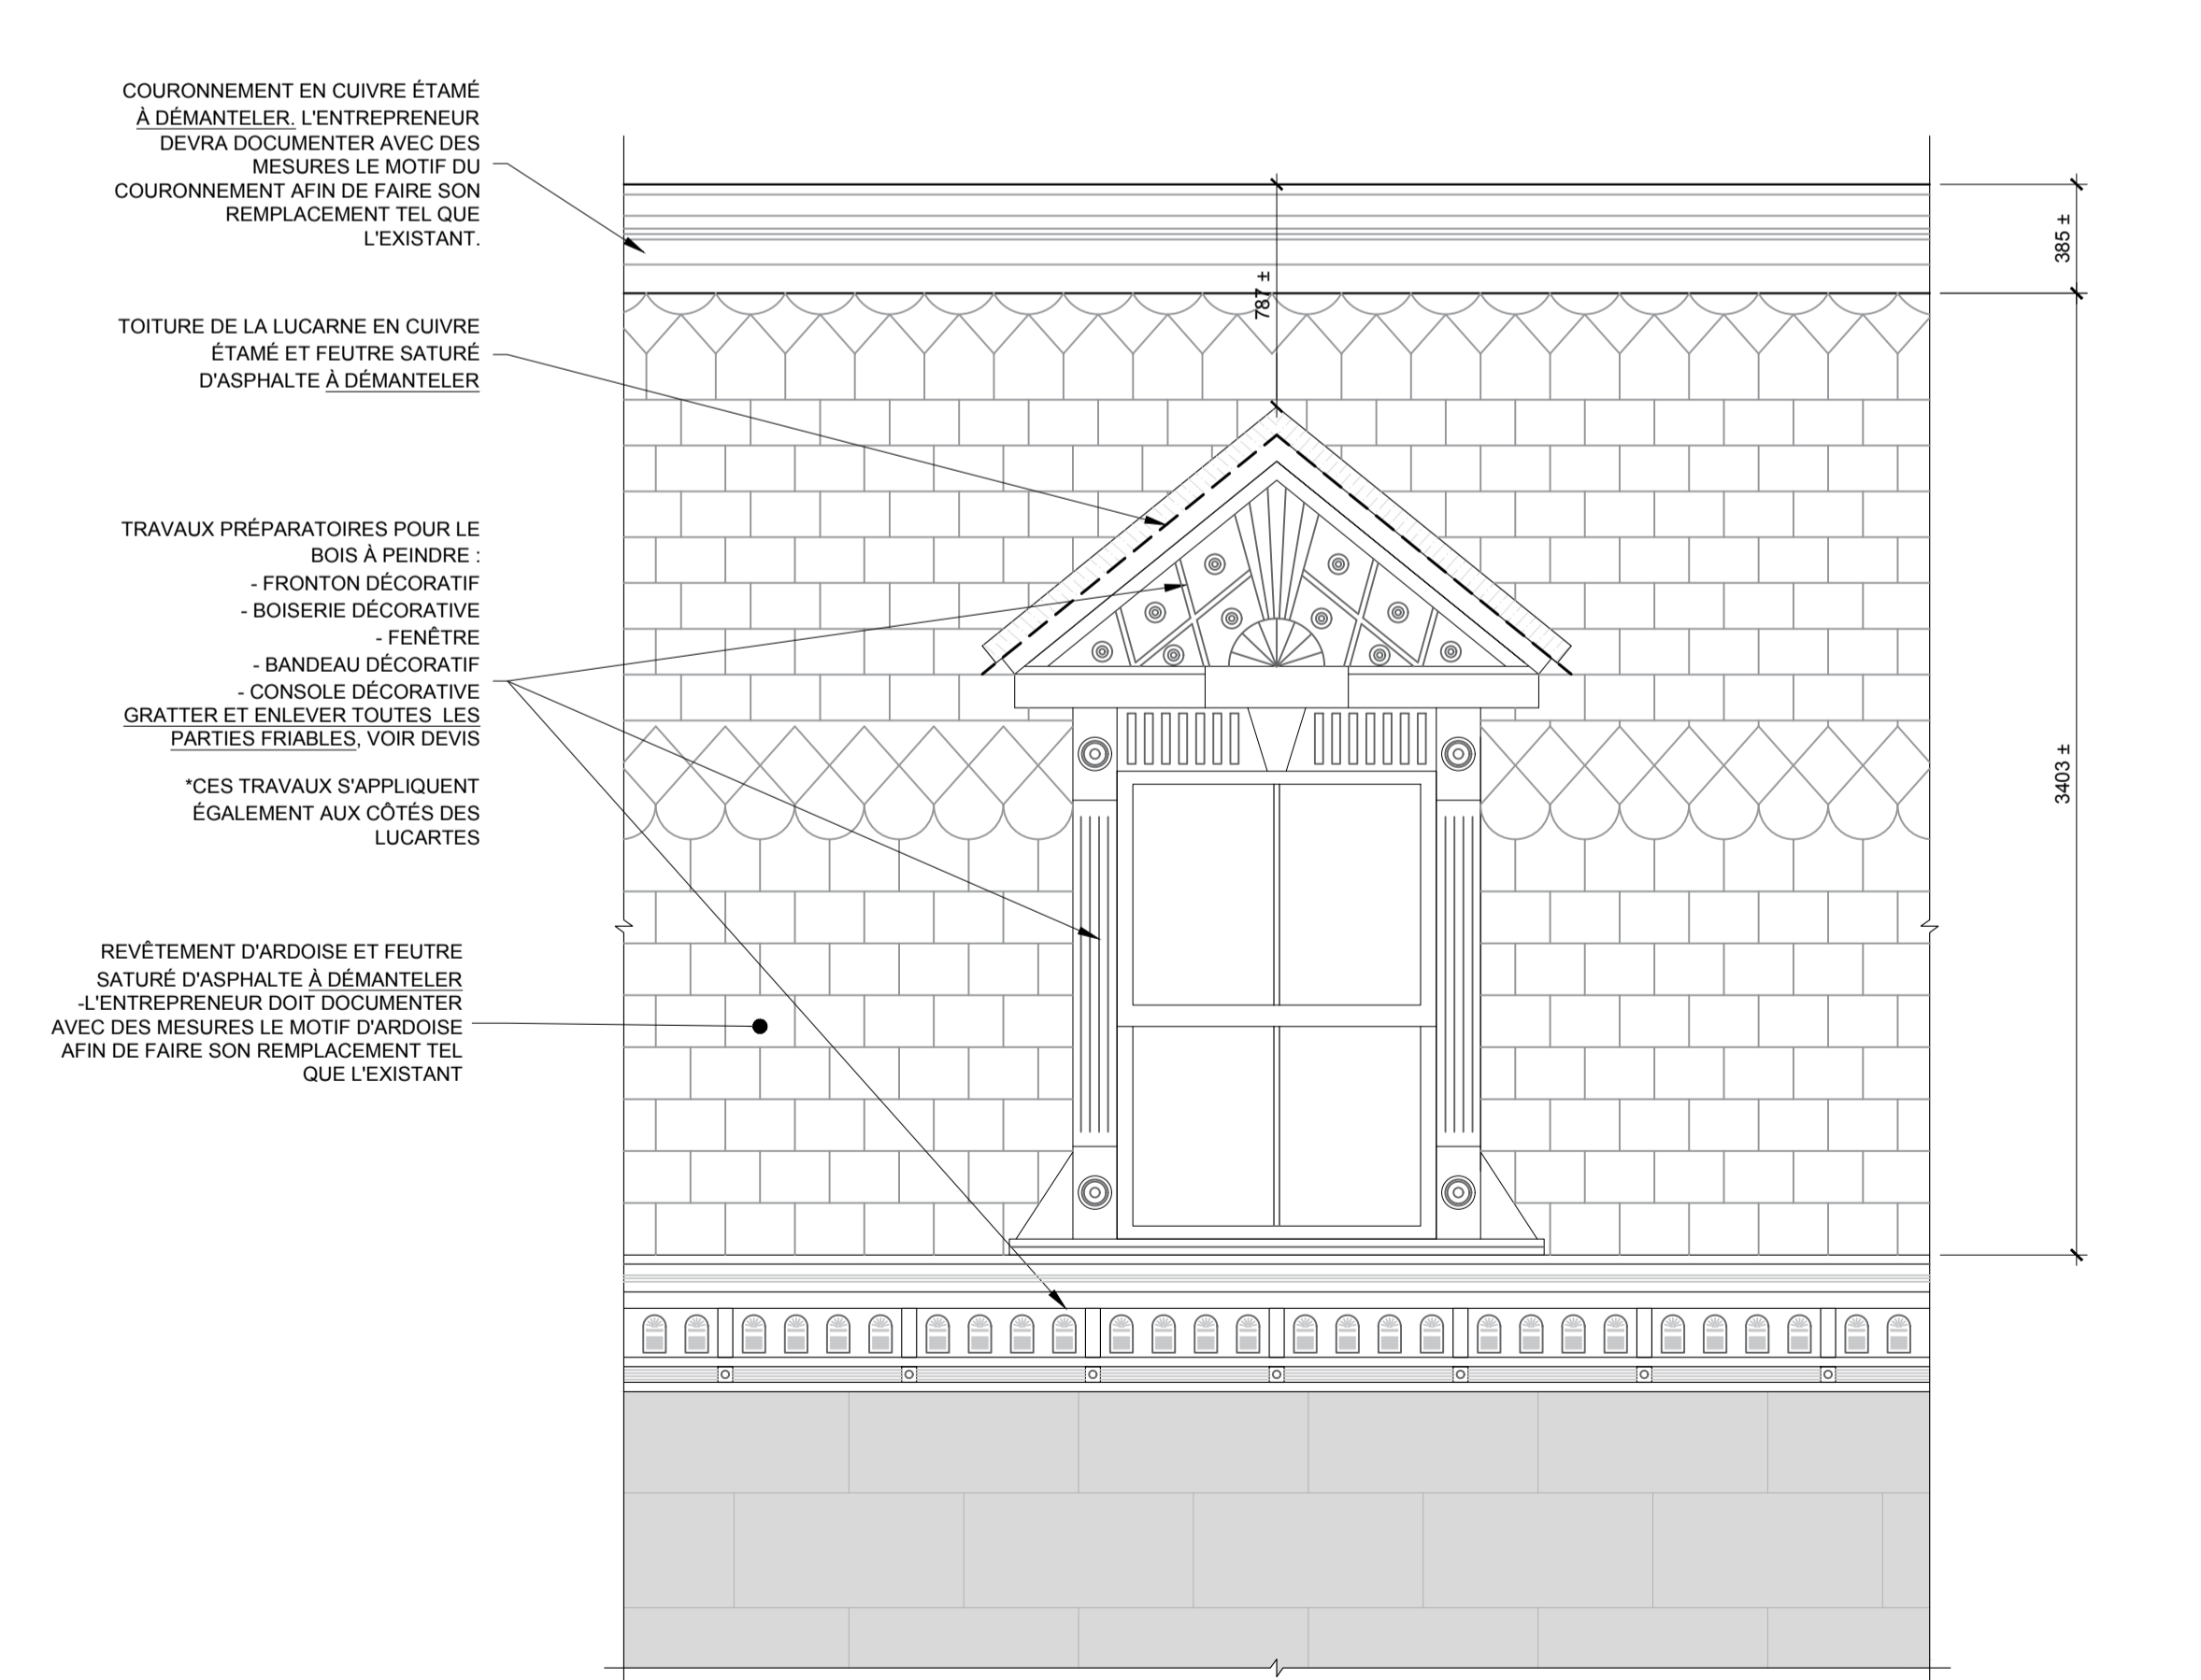 COURONNEMENT EN CUIVRE ÉTAMÉ
À DÉMANTELER. L'ENTREPRENEUR
DEVRA DOCUMENTER AVEC DES
MESURES LE MOTIF DU
COURONNEMENT AFIN DE FAIRE SON
REMPLACEMENT TEL QUE
L'EXISTANT.
TOITURE DE LA LUCARNE EN CUIVRE
ÉTAMÉ ET FEUTRE SATURÉ
D'ASPHALTE À DÉMANTELER
TRAVAUX PRÉPARATOIRES POUR LE
BOIS À PEINDRE :
- FRONTON DÉCORATIF
- BOISERIE DÉCORATIVE
- FENÊTRE
- BANDEAU DÉCORATIF
- CONSOLE DÉCORATIVE
GRATTER ET ENLEVER TOUTES  LES
PARTIES FRIABLES, VOIR DEVIS
*CES TRAVAUX S'APPLIQUENT
ÉGALEMENT AUX CÔTÉS DES
LUCARTES
REVÊTEMENT D'ARDOISE ET FEUTRE
SATURÉ D'ASPHALTE À DÉMANTELER
-L'ENTREPRENEUR DOIT DOCUMENTER
AVEC DES MESURES LE MOTIF D'ARDOISE
AFIN DE FAIRE SON REMPLACEMENT TEL
QUE L'EXISTANT
787 ±
385 ±
3403 ±